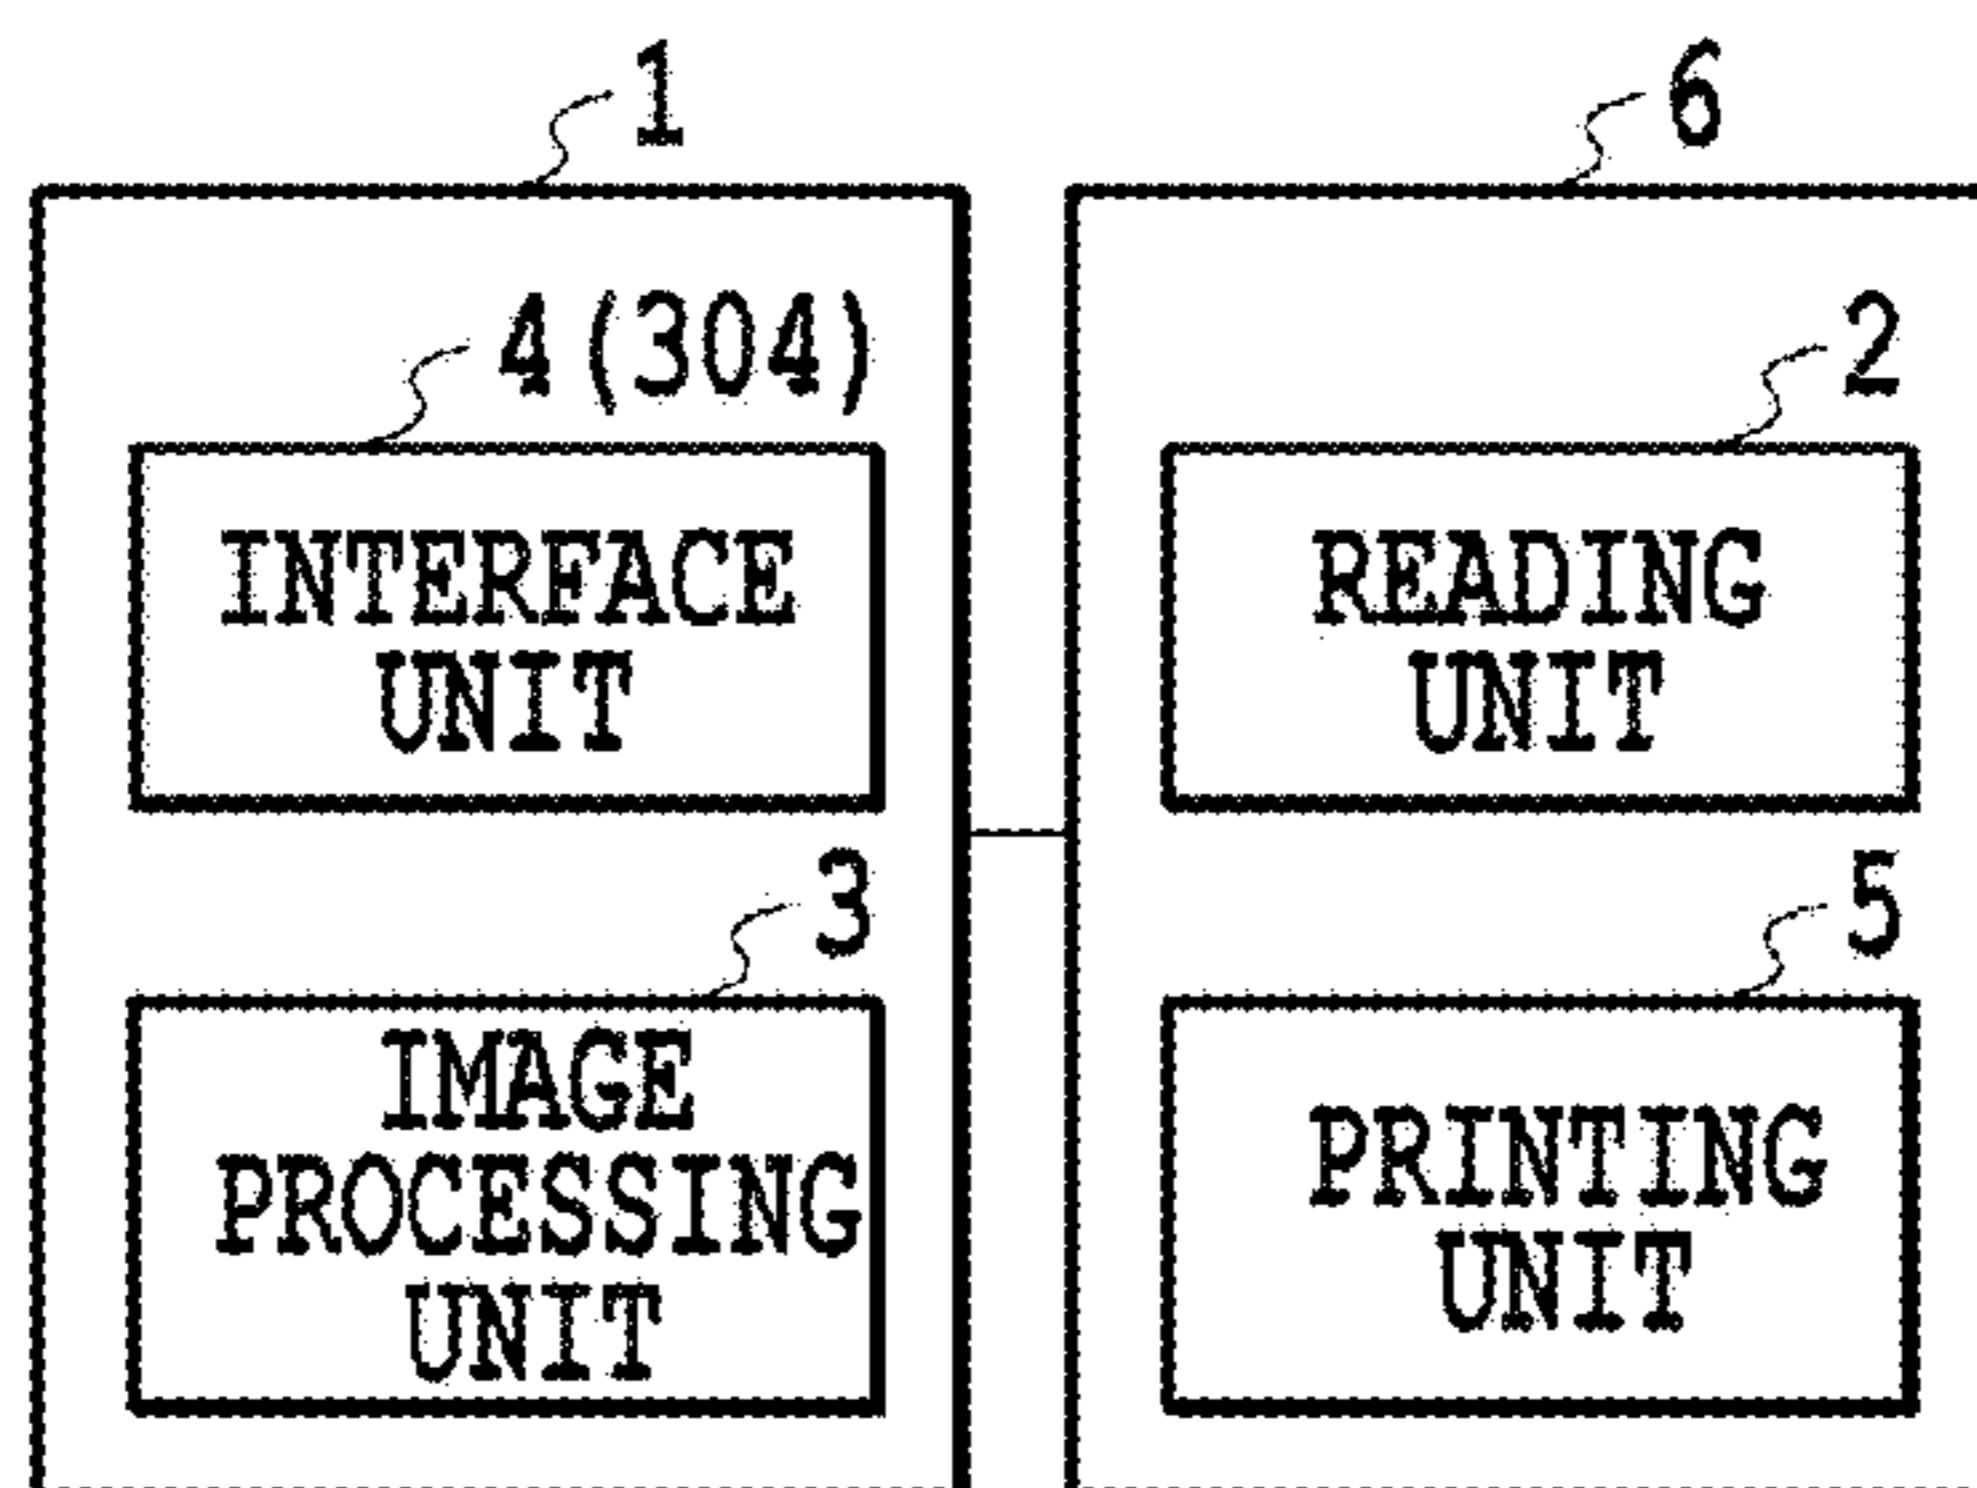 1
6
4(304)
2
INTERFACE
UNIT
READING
UNIT
3
5
IMAGE
PROCESSING
UNIT
PRINTING
UNIT